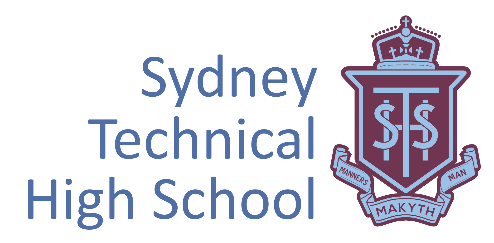 Sydney
Technical
High School
STHS
MANNERS MAKYTH MAN